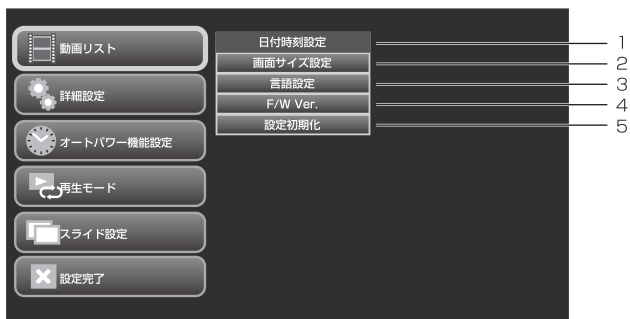 動画リスト
詳細設定
オートパワー機能設定
再生モード
スライド設定
設定完了
日付時刻設定 1
画面サイズ設定 2
言語設定 3
F/W Ver. 4
設定初期化 5